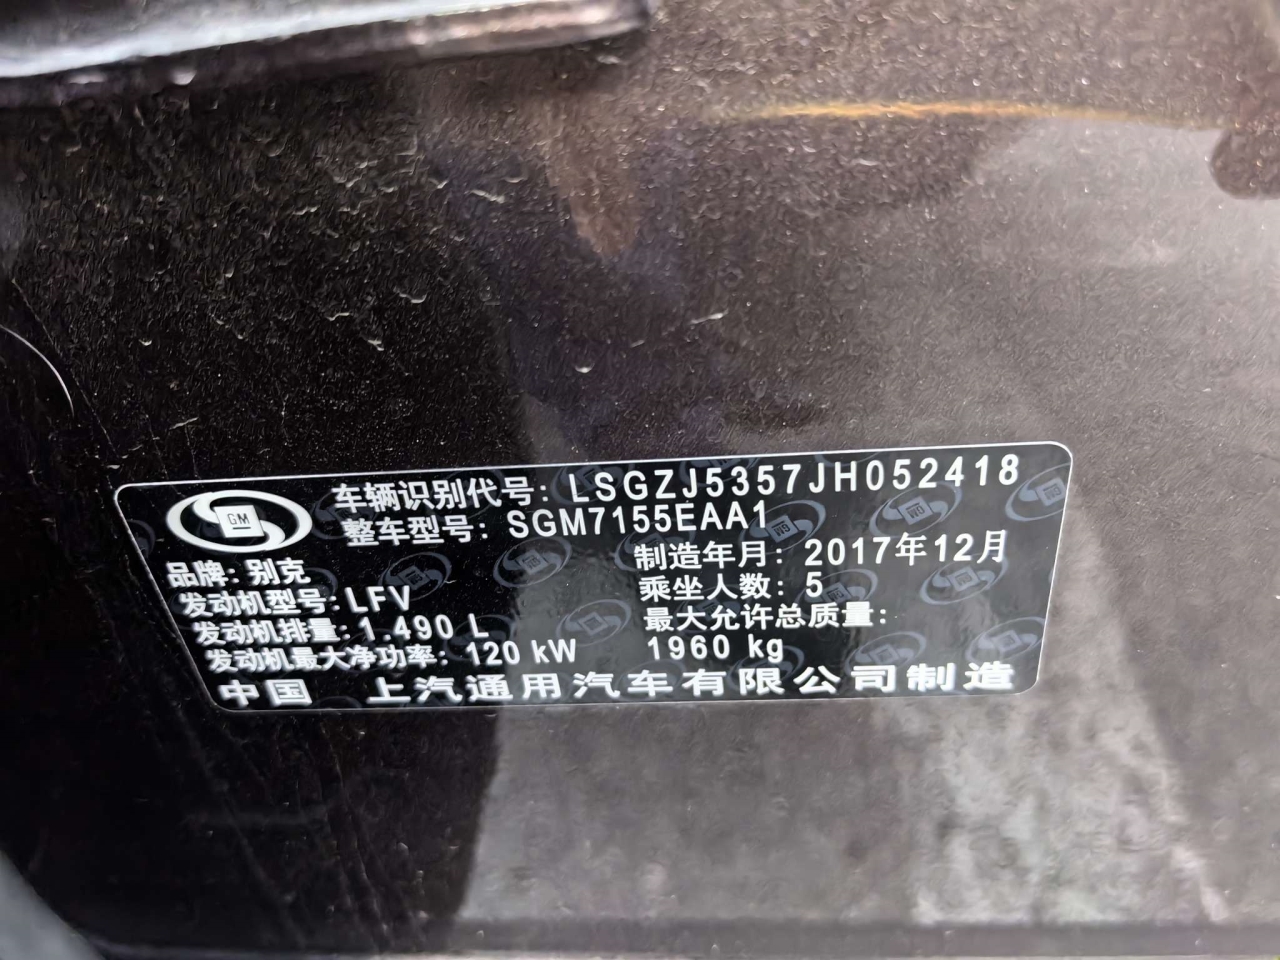 车辆识别代号: LSGZJ5357JH052418
整车型号: SGM7155EAA1
GM
制造年月: 2017年12月
品牌: 别克
乘坐人数: 5
发动机型号: LFV
最大允许总质量:
发动机排量: 1.490 L
1960 kg
发动机最大净功率: 120 kW
中国 上汽通用汽车有限公司制造